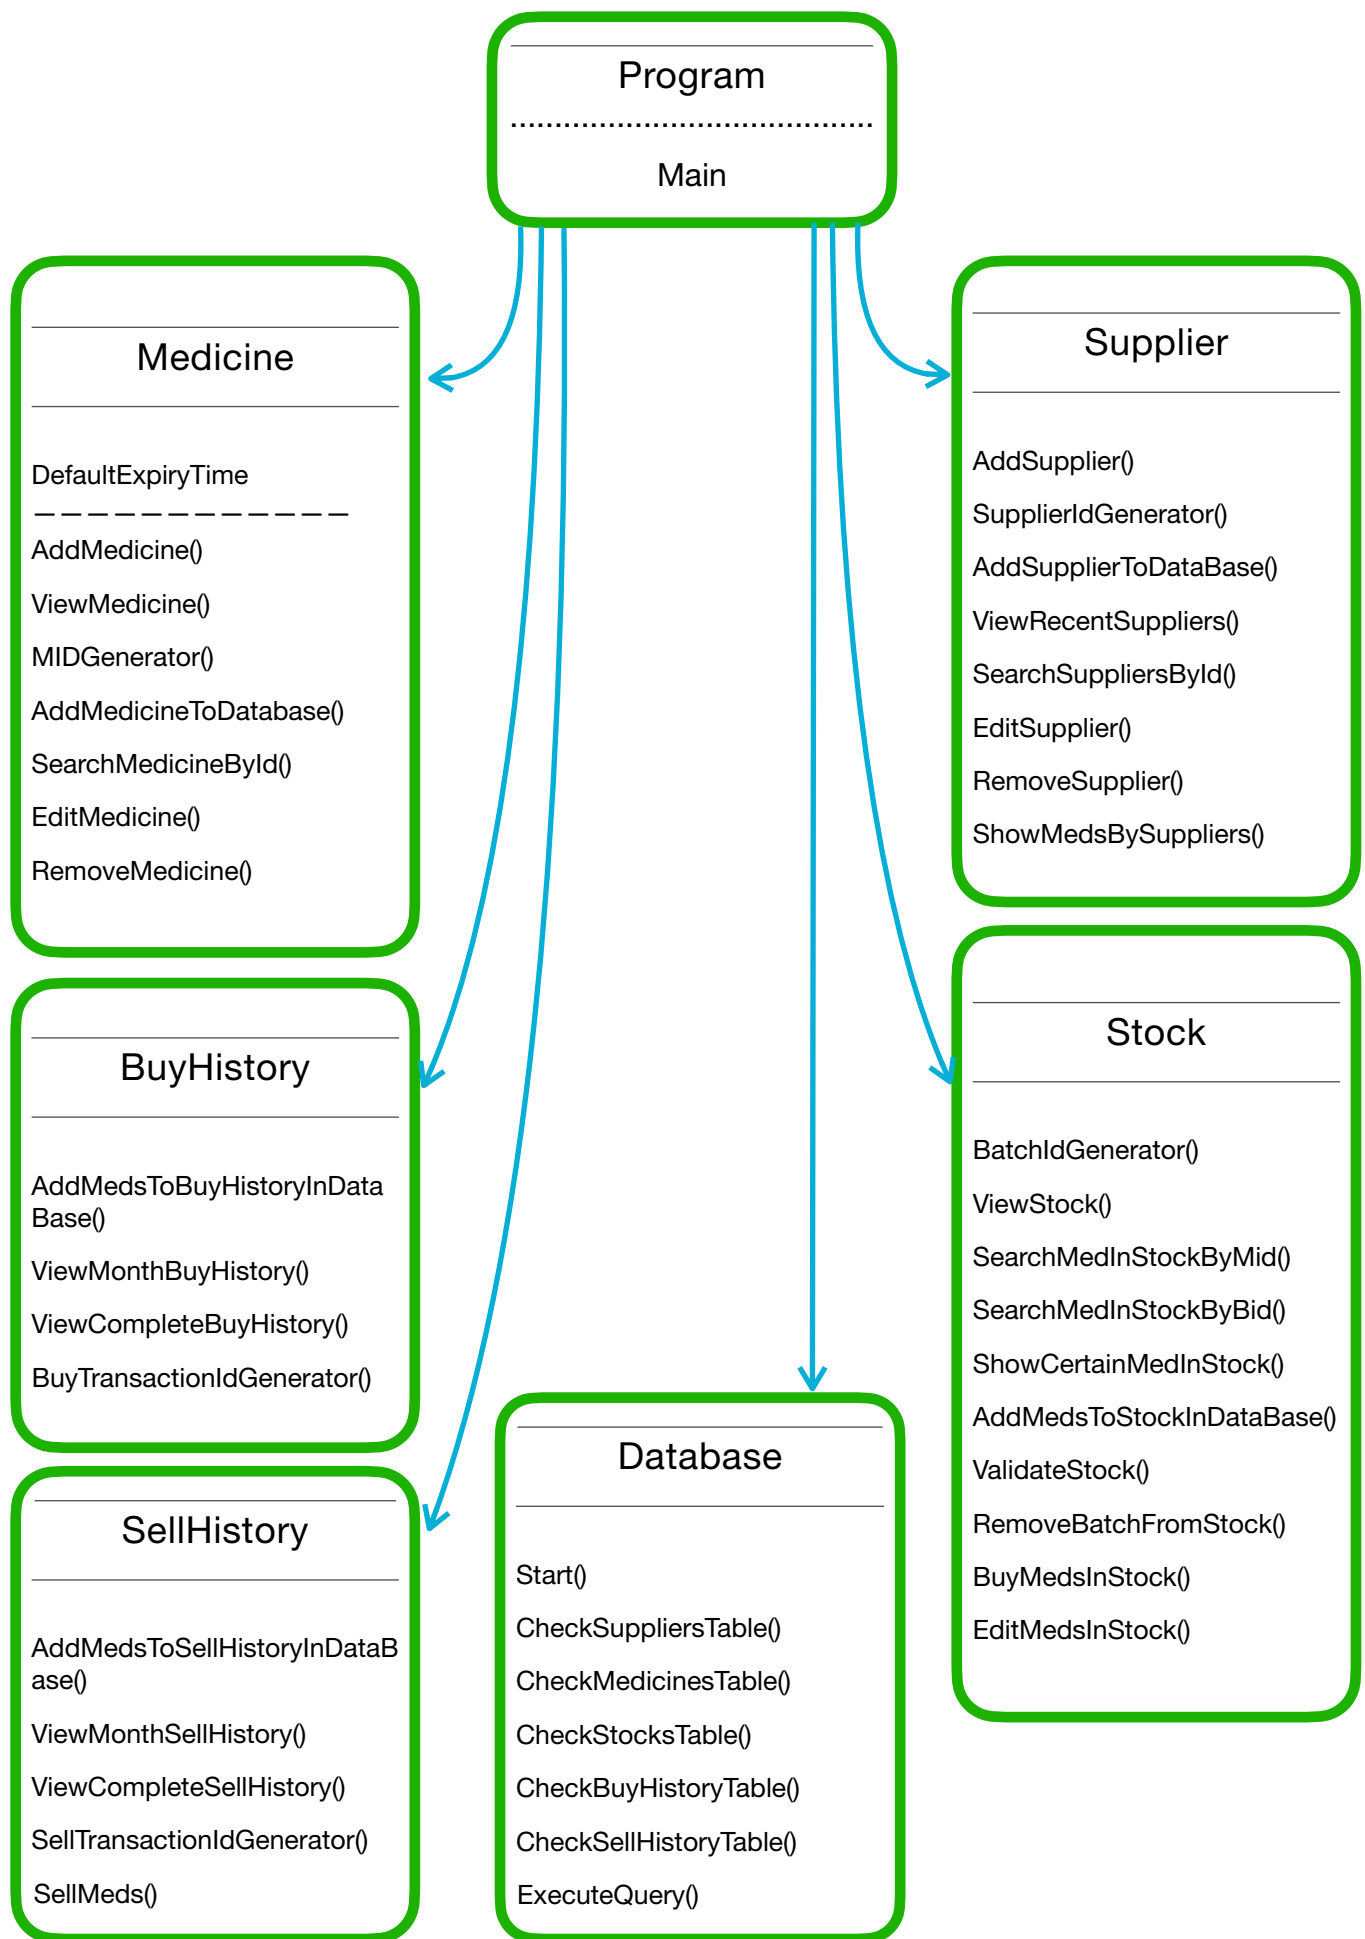 Program
Main
Medicine
DefaultExpiryTime
AddMedicine()
ViewMedicine()
MIDGenerator()
AddMedicineToDatabase()
SearchMedicineById()
EditMedicine()
RemoveMedicine()
Supplier
AddSupplier()
SupplierIdGenerator()
AddSupplierToDataBase()
ViewRecentSuppliers()
SearchSuppliersById()
EditSupplier()
RemoveSupplier()
ShowMedsBySuppliers()
BuyHistory
AddMedsToBuyHistoryInData
Base()
ViewMonthBuyHistory()
ViewCompleteBuyHistory()
BuyTransactionIdGenerator()
Stock
BatchIdGenerator()
ViewStock()
SearchMedInStockByMid()
SearchMedInStockByBid()
ShowCertainMedInStock()
AddMedsToStockInDataBase()
ValidateStock()
RemoveBatchFromStock()
BuyMedsInStock()
EditMedsInStock()
SellHistory
AddMedsToSellHistoryInDataB
ase()
ViewMonthSellHistory()
ViewCompleteSellHistory()
SellTransactionIdGenerator()
SellMeds()
Database
Start()
CheckSuppliersTable()
CheckMedicinesTable()
CheckStocksTable()
CheckBuyHistoryTable()
CheckSellHistoryTable()
ExecuteQuery()